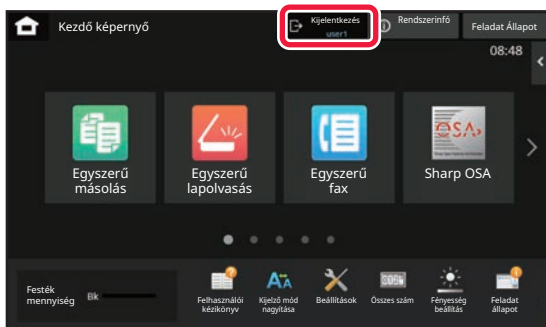 Kezdő képernyő
Kijelentkezés
user1
Rendszerinfó
Feladat Állapot
08:48
Egyszerű
másolás
Egyszerű
lapolvasás
Egyszerű
fax
OSA
Sharp OSA
Festék
mennyiség
Bk
Felhasználói
kézikönyv
Kijelző mód
nagyítása
Beállítások
Összes szám
Fényesség
beállítás
Feladat
állapot